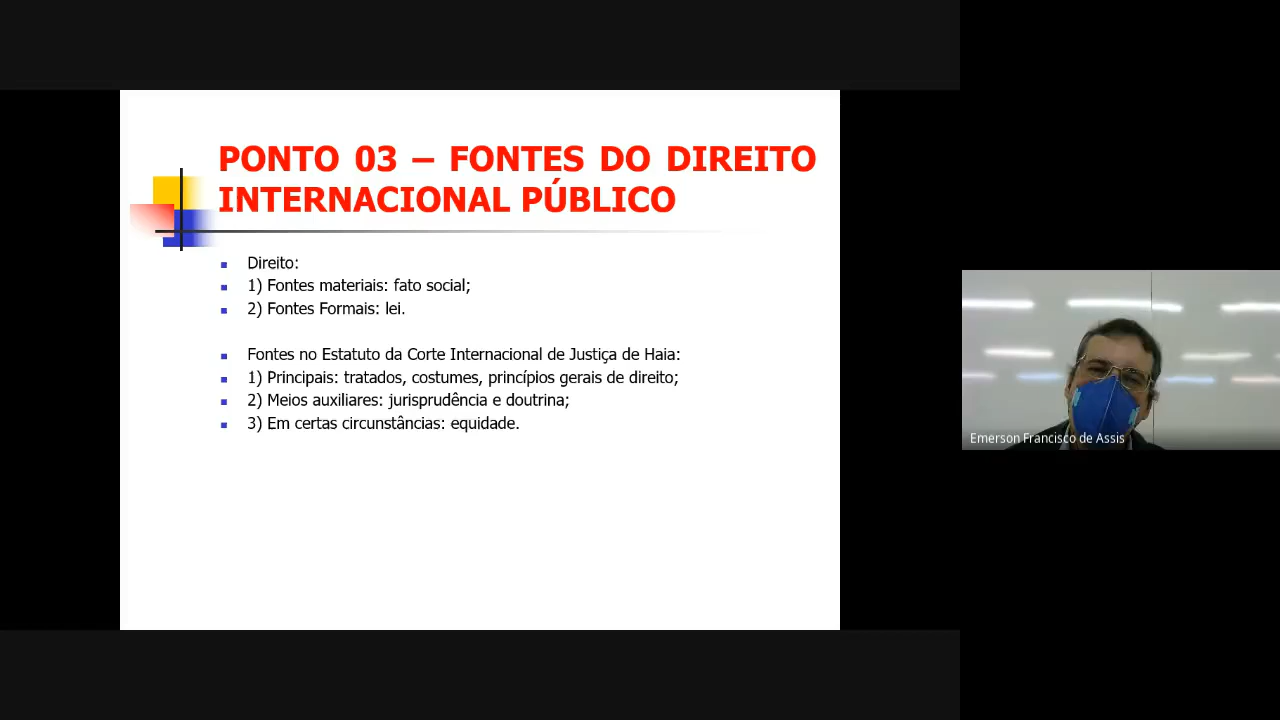 PONTO 03 – FONTES DO DIREITO
INTERNACIONAL PÚBLICO
Direito:
1) Fontes materiais: fato social;
2) Fontes Formais: lei.
Fontes no Estatuto da Corte Internacional de Justiça de Haia:
1) Principais: tratados, costumes, princípios gerais de direito;
2) Meios auxiliares: jurisprudência e doutrina;
3) Em certas circunstâncias: equidade.
Emerson Francisco de Assis